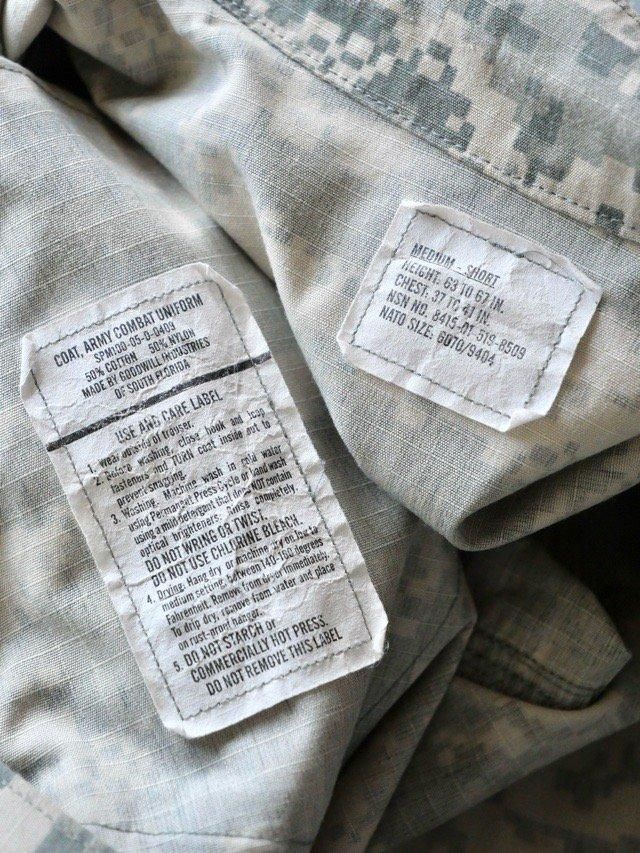 COAT, ARMY COMBAT UNIFORM
SPM100-05-D-0409
50% COTTON 50% NYLON
MADE BY GOODWILL INDUSTRIES
OF SOUTH FLORIDA
USE AND CARE LABEL
1. Wear outside of trouser.
2. Before washing, close hook and loop
fasteners and TURN coat inside out to
prevent snagging.
3. Washing: Machine wash in cold water
using Permanent Press Cycle or hand wash
using a mild detergent that does NOT contain
optical brighteners; rinse completely.
DO NOT WRING OR TWIST.
DO NOT USE CHLORINE BLEACH.
4. Drying: Hang dry or machine dry on low to
medium setting between 140-160 degrees
Fahrenheit. Remove from dryer immediately.
To drip dry, remove from water and place
on rust-proof hanger.
5. DO NOT STARCH or
COMMERCIALLY HOT PRESS.
DO NOT REMOVE THIS LABEL
MEDIUM - SHORT
HEIGHT: 63 TO 67 IN.
CHEST: 37 TO 41 IN.
NSN NO. 8415-01-519-8509
NATO SIZE: 6070/9404